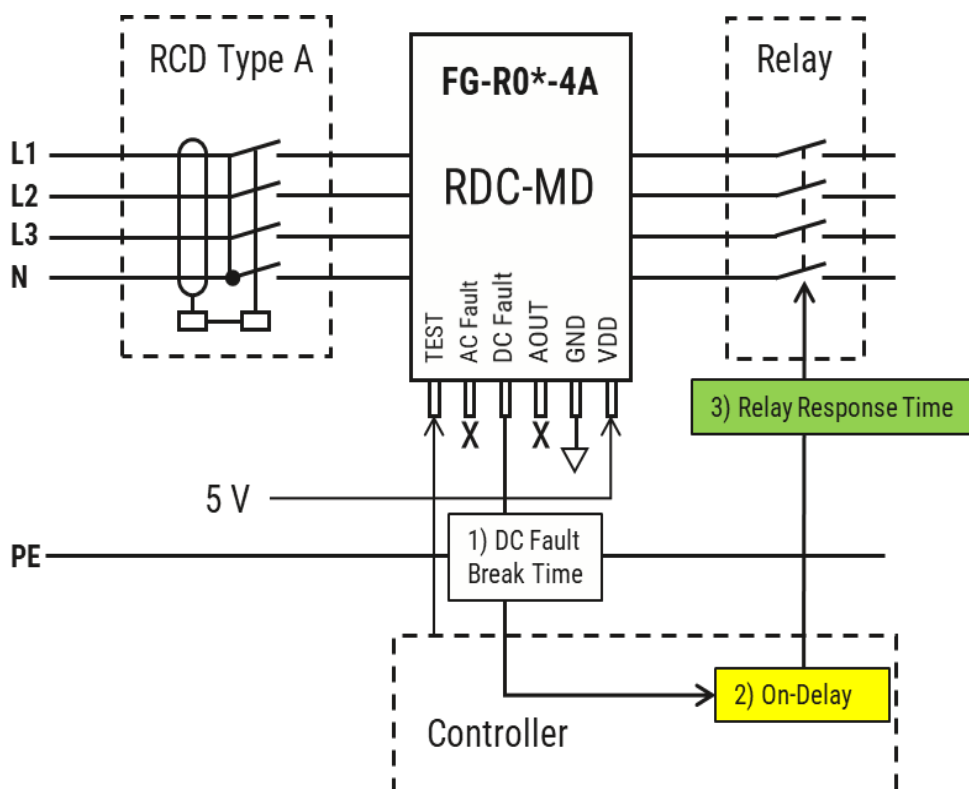 RCD Type A
FG-R0*-4A
RDC-MD
Relay
L1
L2
L3
N
TEST
AC Fault
DC Fault
AOUT
GND
VDD
X
X
3) Relay Response Time
5 V
1) DC Fault
Break Time
PE
2) On-Delay
Controller